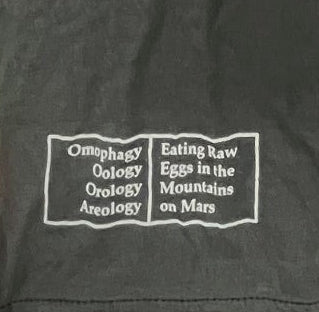 Omophagy Eating Raw
Oology Eggs in the
Orology Mountains
Areology on Mars